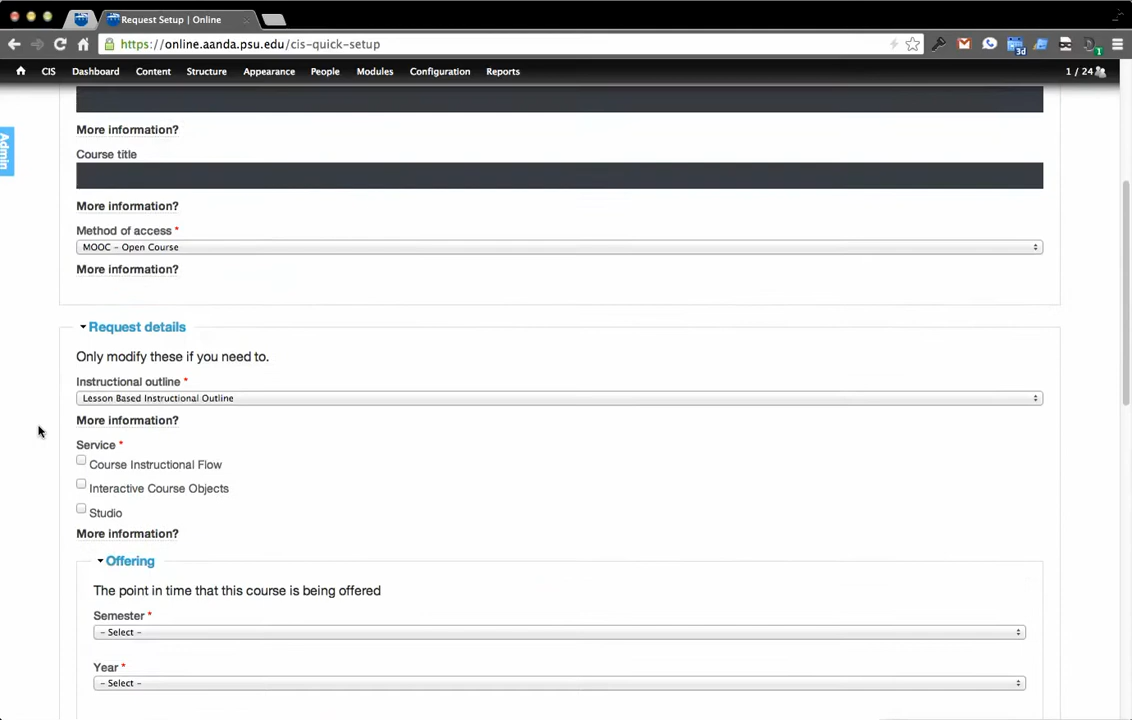 Request Setup | Online
https://online.aanda.psu.edu/cis-quick-setup
3d
1
CIS Dashboard Content Structure Appearance People Modules Configuration Reports 1 / 24
Admin
More information?
Course title
More information?
Method of access *
MOOC - Open Course
More information?
Request details
Only modify these if you need to.
Instructional outline *
Lesson Based Instructional Outline
More information?
Service *
Course Instructional Flow
Interactive Course Objects
Studio
More information?
Offering
The point in time that this course is being offered
Semester *
- Select -
Year *
- Select -